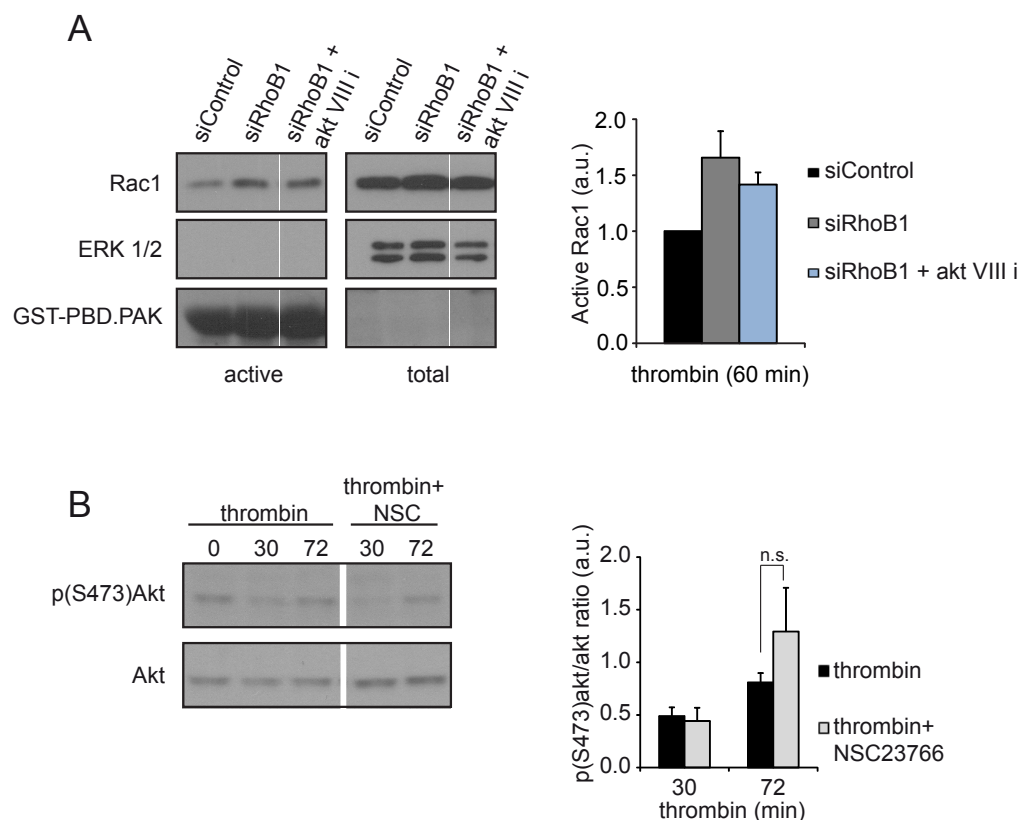 A
siControl
siRhoB1
siRhoB1 +
akt VIII i
siControl
siRhoB1
siRhoB1 +
akt VIII i
Rac1
ERK 1/2
GST-PBD.PAK
active
total
Active Rac1 (a.u.)
2.0
1.5
1.0
0.5
0.0
thrombin (60 min)
siControl
siRhoB1
siRhoB1 + akt VIII i
B
thrombin
thrombin+
NSC
0 30 72 30 72
p(S473)Akt
Akt
p(S473)akt/akt ratio (a.u.)
2.0
1.5
1.0
0.5
0.0
n.s.
30 72
thrombin (min)
thrombin
thrombin+
NSC23766